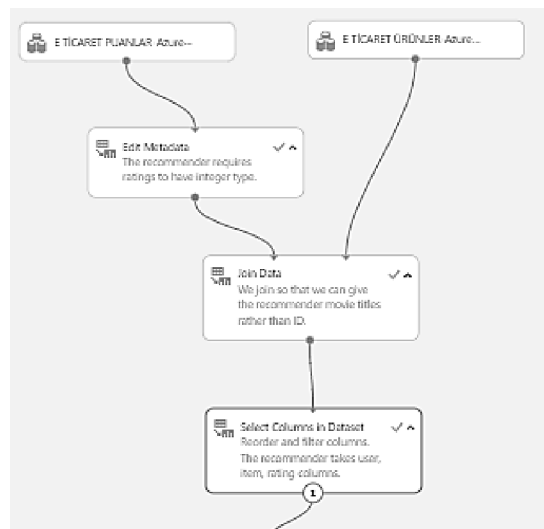 E TİCARET PUANLAR Azure--
E TİCARET ÜRÜNLER Azure...
Edit Metadata
The recommender requires
ratings to have integer type.
Join Data
We join so that we can give
the recommender movie titles
rather than ID.
Select Columns in Dataset
Reorder and filter columns.
The recommender takes user,
item, rating columns.
1